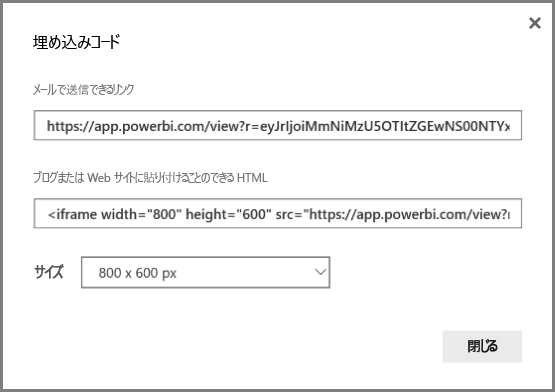 埋め込みコード
メールで送信できるリンク
https://app.powerbi.com/view?r=eyJrIjoiMmNiMzU5OTItZGEwNS00NTYx
ブログまたは Web サイトに貼り付けることのできる HTML
<iframe width="800" height="600" src="https://app.powerbi.com/view?r
サイズ 800 x 600 px
閉じる